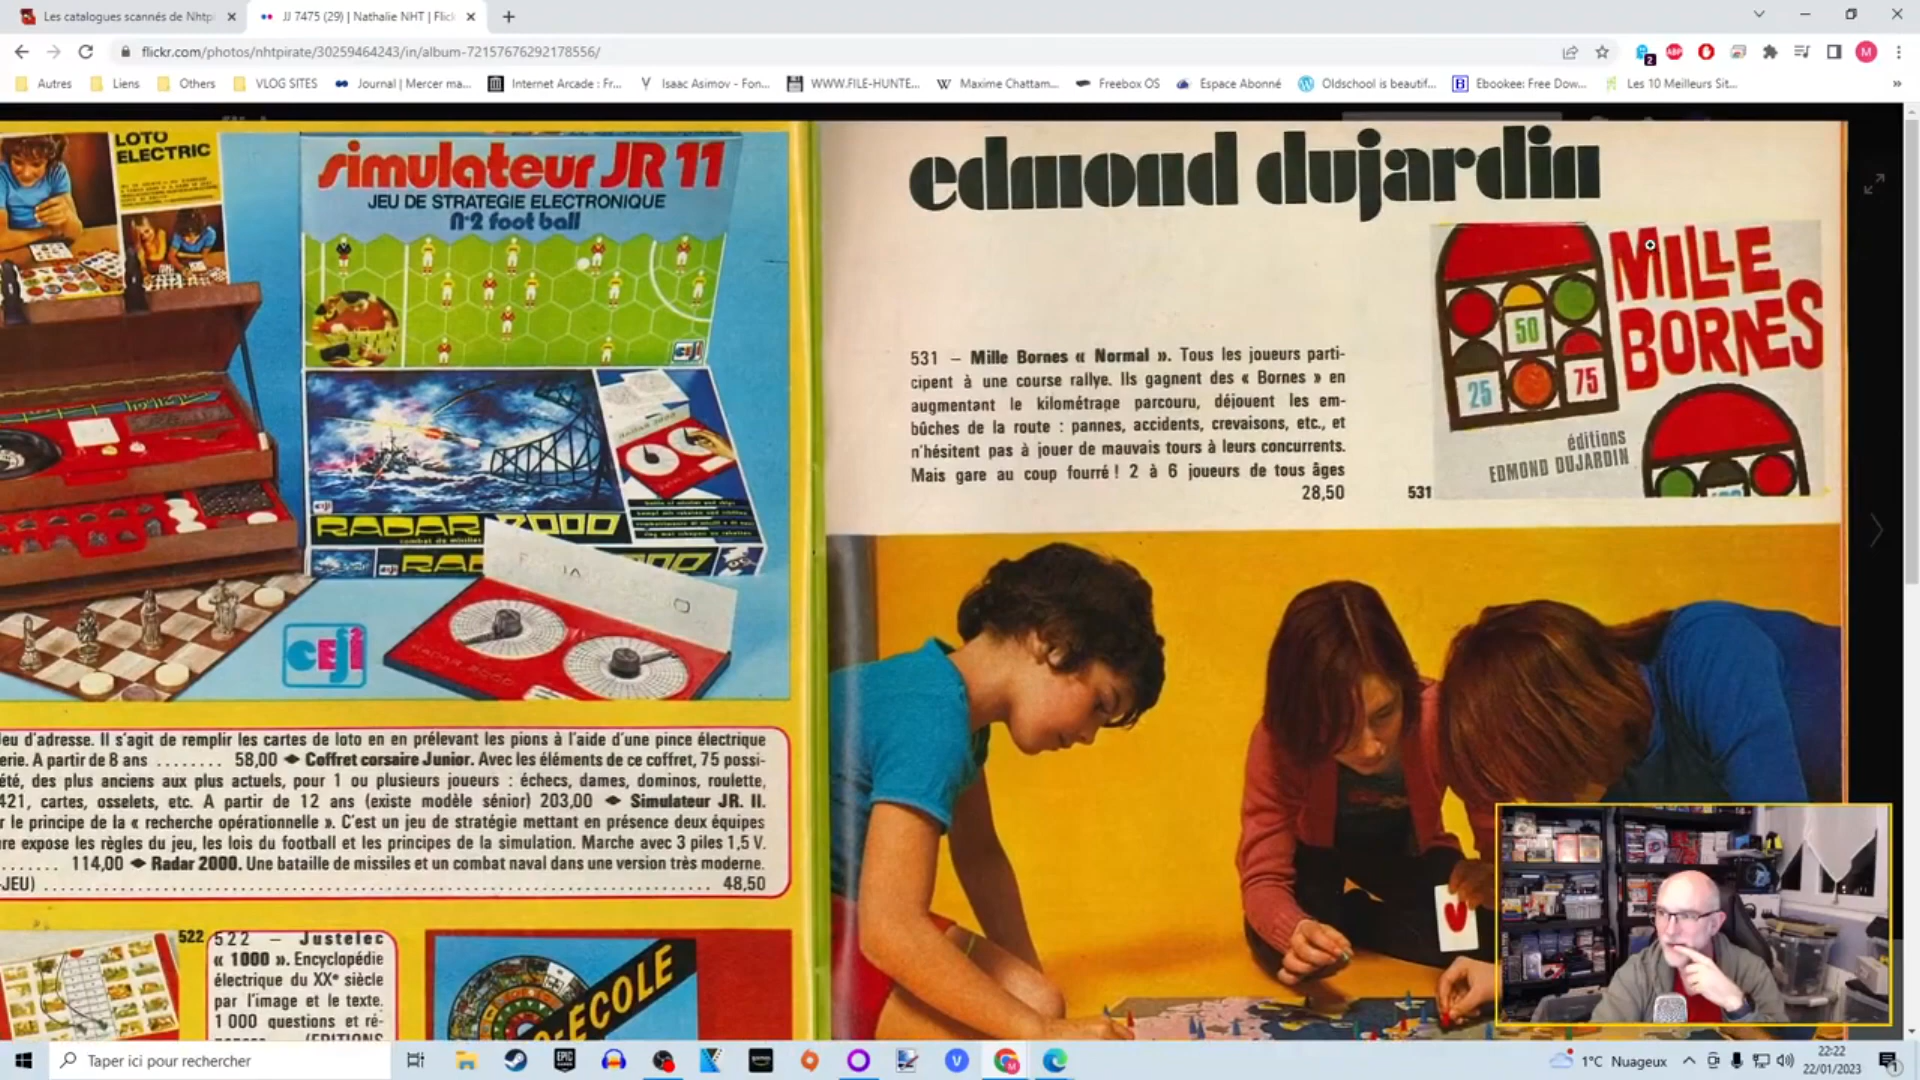 Les catalogues scannés de Nhtp
JJ 7475 (29) | Nathalie NHT | Flick
flickr.com/photos/nhtpirate/30259464243/in/album-72157676292178556/
Autres
Liens
Others
VLOG SITES
Journal | Mercer ma...
Internet Arcade : Fr...
Isaac Asimov - Fon...
WWW.FILE-HUNTE...
Maxime Chattam...
Freebox OS
Espace Abonné
Oldschool is beautif...
Ebookee: Free Dow...
Les 10 Meilleurs Sit...
LOTO
ELECTRIC
simulateur JR 11
JEU DE STRATEGIE ELECTRONIQUE
n°2 foot ball
ceji
RADAR 2000
combat de missiles
ceji
edmond dujardin
MILLE
BORNES
50
25
75
éditions
EDMOND DUJARDIN
531 – Mille Bornes « Normal ». Tous les joueurs parti-
cipent à une course rallye. Ils gagnent des « Bornes » en
augmentant le kilométrage parcouru, déjouent les em-
bûches de la route : pannes, accidents, crevaisons, etc., et
n'hésitent pas à jouer de mauvais tours à leurs concurrents.
Mais gare au coup fourré ! 2 à 6 joueurs de tous âges
28,50
531
jeu d'adresse. Il s'agit de remplir les cartes de loto en en prélevant les pions à l'aide d'une pince électrique
erie. A partir de 8 ans ........ 58,00 ◆ Coffret corsaire Junior. Avec les éléments de ce coffret, 75 possi-
été, des plus anciens aux plus actuels, pour 1 ou plusieurs joueurs : échecs, dames, dominos, roulette,
421, cartes, osselets, etc. A partir de 12 ans (existe modèle sénior) 203,00 ◆ Simulateur JR. II.
r le principe de la « recherche opérationnelle ». C'est un jeu de stratégie mettant en présence deux équipes
ure expose les règles du jeu, les lois du football et les principes de la simulation. Marche avec 3 piles 1,5 V.
....... 114,00 ◆ Radar 2000. Une bataille de missiles et un combat naval dans une version très moderne.
-JEU) ........ 48,50
522
522 – Justelec
« 1000 ». Encyclopédie
électrique du XXe siècle
par l'image et le texte.
1 000 questions et ré-
(EDITIONS
O-ECOLE
Taper ici pour rechercher
1°C Nuageux
22:22
22/01/2023